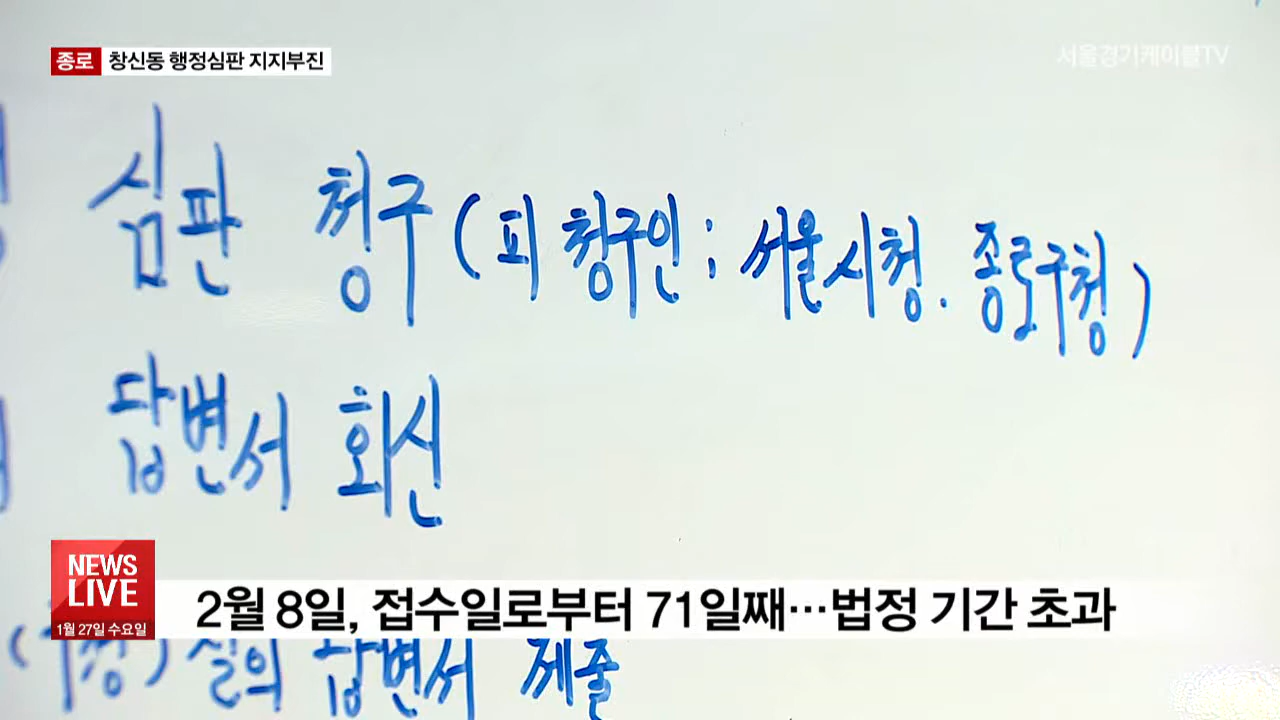 종로 창신동 행정심판 지지부진
서울경기케이블TV
심판 청구 (피 청구인 : 서울시청. 종로구청)
답변서 회신
NEWS
LIVE
1월 27일 수요일
2월 8일, 접수일로부터 71일째…법정 기간 초과
실의 답변서 제출